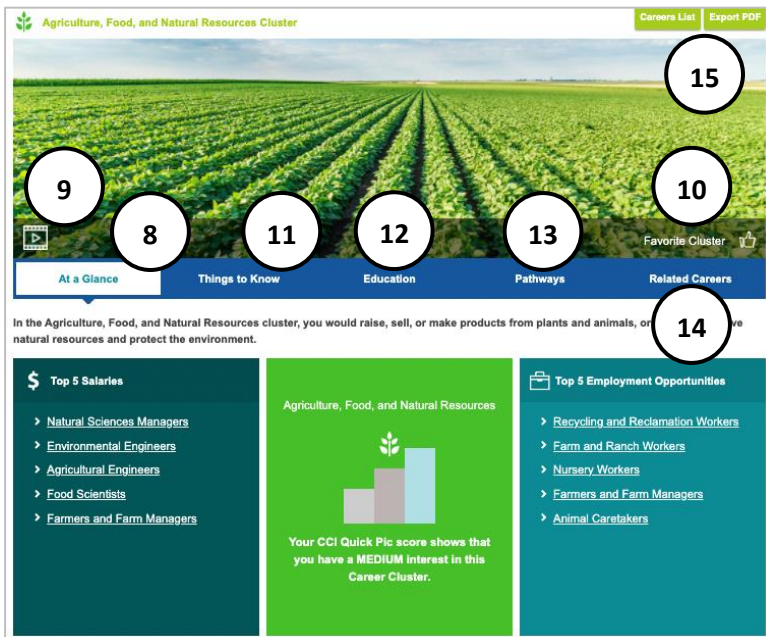 Agriculture, Food, and Natural Resources Cluster
Careers List
Export PDF
15
9
10
8
11
12
13
Favorite Cluster
At a Glance
Things to Know
Education
Pathways
Related Careers
14
In the Agriculture, Food, and Natural Resources cluster, you would raise, sell, or make products from plants and animals, or
natural resources and protect the environment.
$ Top 5 Salaries
> Natural Sciences Managers
> Environmental Engineers
> Agricultural Engineers
> Food Scientists
> Farmers and Farm Managers
Agriculture, Food, and Natural Resources
Your CCI Quick Pic score shows that
you have a MEDIUM interest in this
Career Cluster.
Top 5 Employment Opportunities
> Recycling and Reclamation Workers
> Farm and Ranch Workers
> Nursery Workers
> Farmers and Farm Managers
> Animal Caretakers